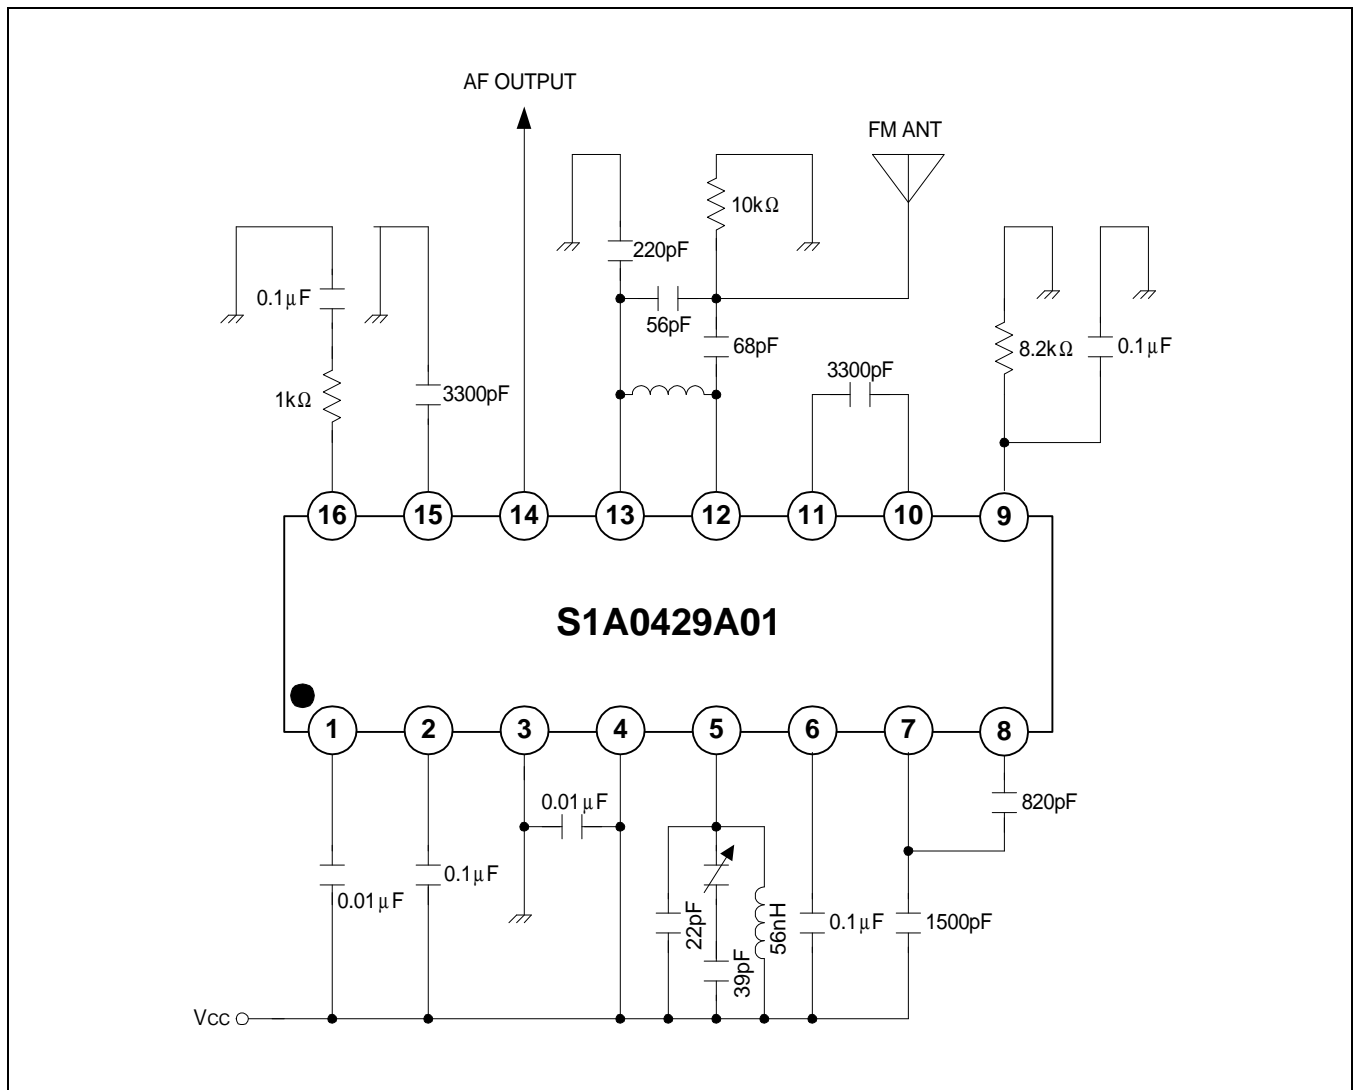 AF OUTPUT
FM ANT
10kΩ
220pF
0.1μF
56pF
68pF
8.2kΩ
0.1μF
3300pF
1kΩ
3300pF
16
15
14
13
12
11
10
9
S1A0429A01
1
2
3
4
5
6
7
8
0.01μF
820pF
0.1μF
0.01μF
22pF
39pF
56nH
0.1μF
1500pF
Vcc